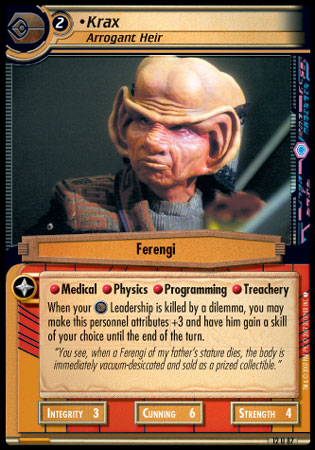 2 •Krax
Arrogant Heir
Ferengi
Medical Physics Programming Treachery
When your Leadership is killed by a dilemma, you may
make this personnel attributes +3 and have him gain a skill
of your choice until the end of the turn.
"You see, when a Ferengi of my father's stature dies, the body is
immediately vacuum-desiccated and sold as a prized collectible."
Integrity 3 Cunning 6 Strength 4
12 U 87